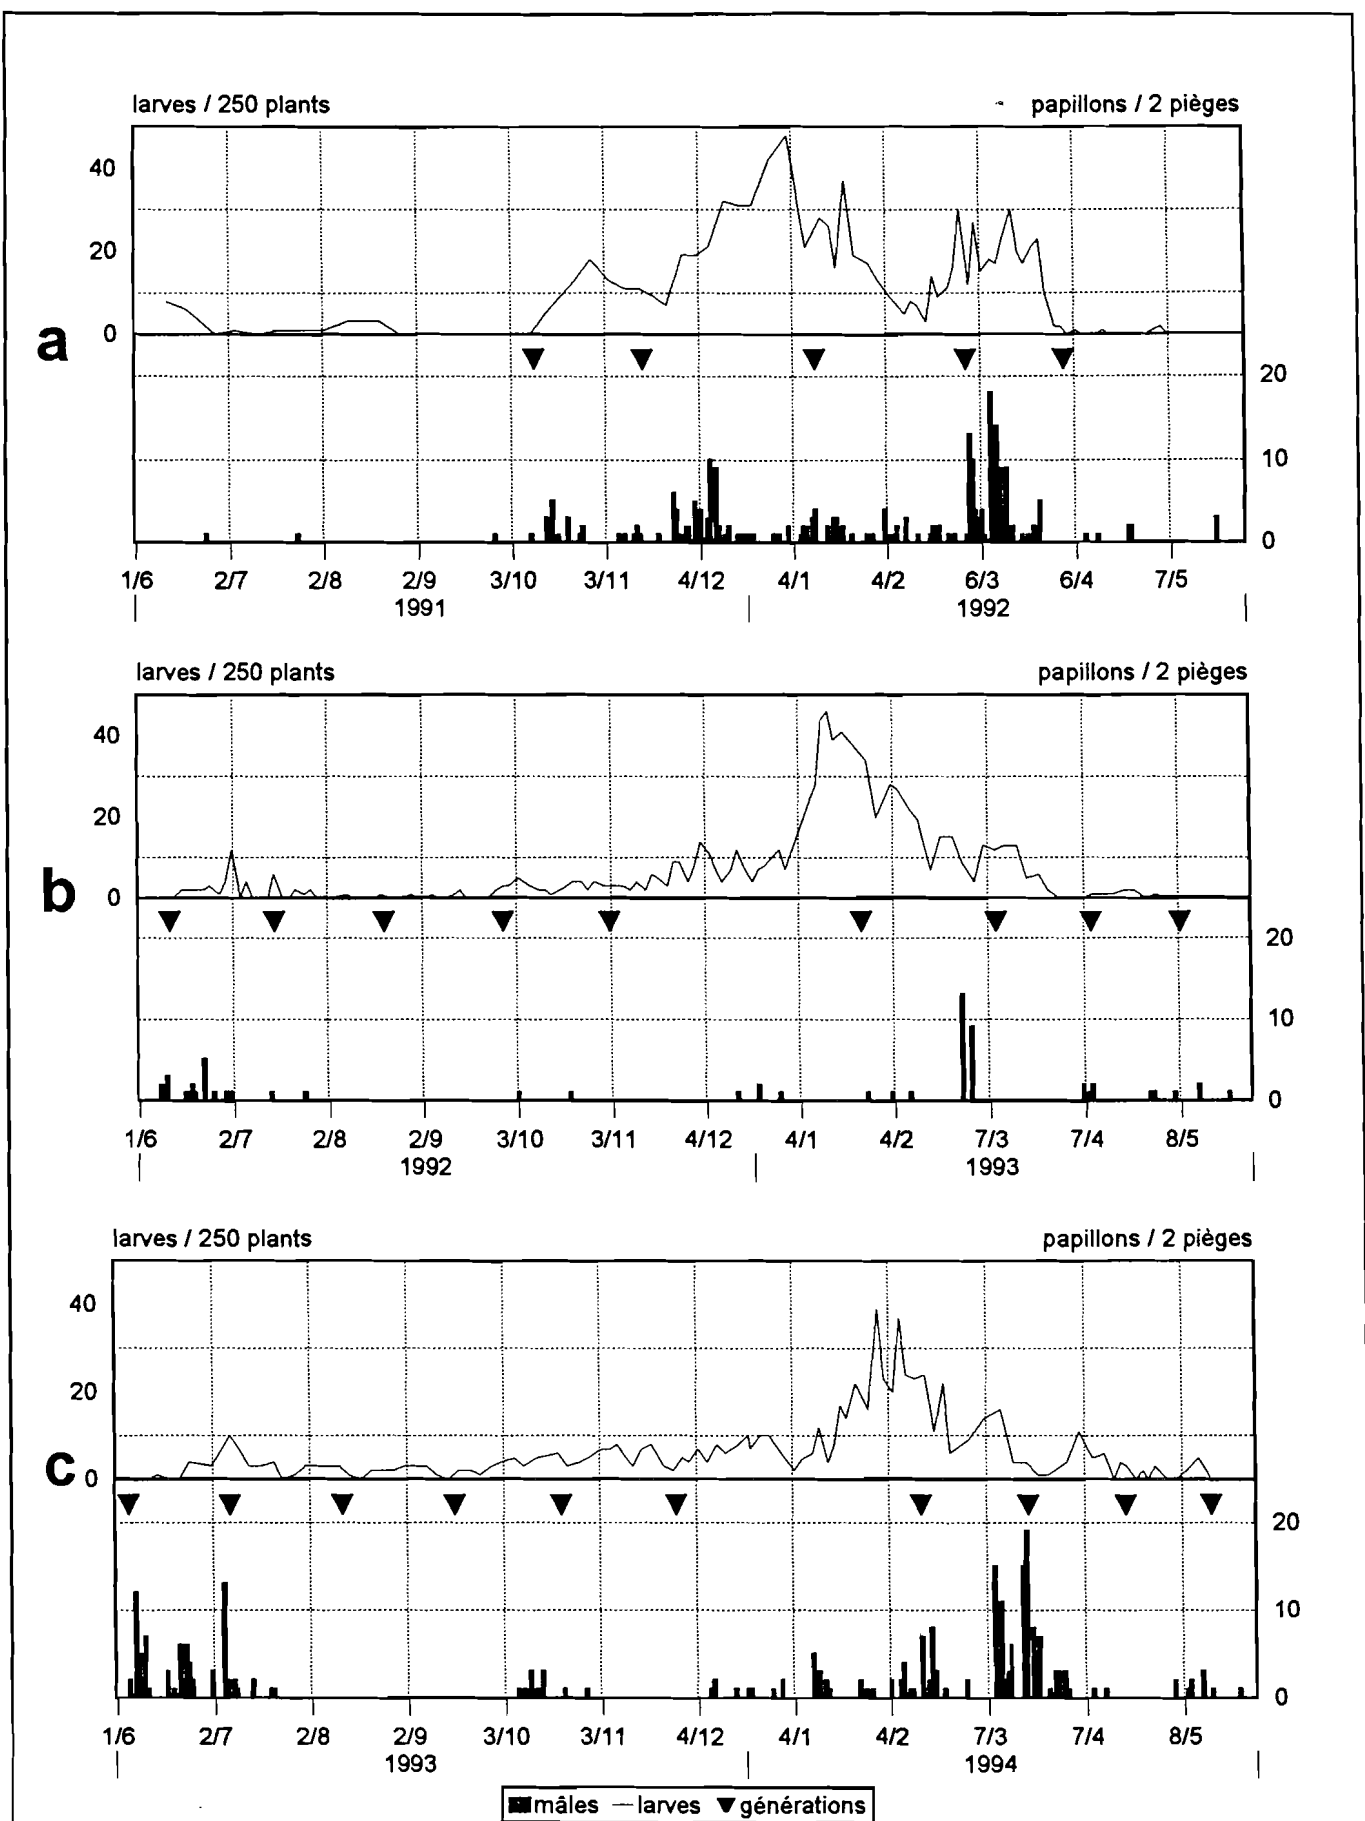 larves / 250 plants papillons / 2 pièges
40
20
0
a
20
10
0
1/6 2/7 2/8 2/9 3/10 3/11 4/12 4/1 4/2 6/3 6/4 7/5
1991 1992
larves / 250 plants papillons / 2 pièges
40
20
0
b
20
10
0
1/6 2/7 2/8 2/9 3/10 3/11 4/12 4/1 4/2 7/3 7/4 8/5
1992 1993
larves / 250 plants papillons / 2 pièges
40
20
0
c
20
10
0
1/6 2/7 2/8 2/9 3/10 3/11 4/12 4/1 4/2 7/3 7/4 8/5
1993 1994
mâles larves générations